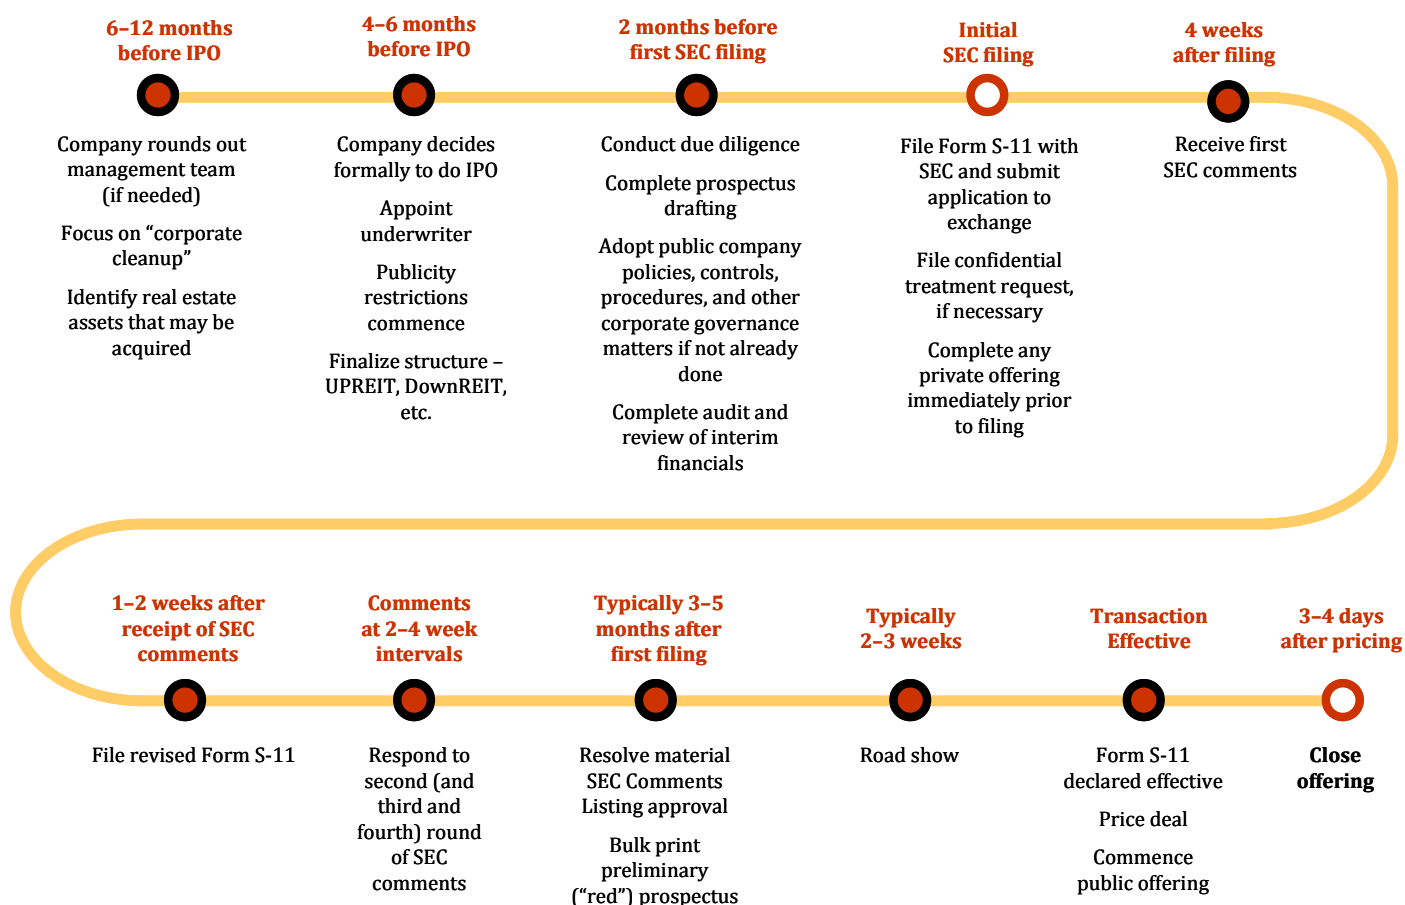 6–12 months
before IPO
Company rounds out
management team
(if needed)
Focus on “corporate
cleanup”
Identify real estate
assets that may be
acquired
4–6 months
before IPO
Company decides
formally to do IPO
Appoint
underwriter
Publicity
restrictions
commence
Finalize structure –
UPREIT, DownREIT,
etc.
2 months before
first SEC filing
Conduct due diligence
Complete prospectus
drafting
Adopt public company
policies, controls,
procedures, and other
corporate governance
matters if not already
done
Complete audit and
review of interim
financials
Initial
SEC filing
File Form S-11 with
SEC and submit
application to
exchange
File confidential
treatment request,
if necessary
Complete any
private offering
immediately prior
to filing
4 weeks
after filing
Receive first
SEC comments
1–2 weeks after
receipt of SEC
comments
File revised Form S-11
Comments
at 2–4 week
intervals
Respond to
second (and
third and
fourth) round
of SEC
comments
Typically 3–5
months after
first filing
Resolve material
SEC Comments
Listing approval
Bulk print
preliminary
(“red”) prospectus
Typically
2–3 weeks
Road show
Transaction
Effective
Form S-11
declared effective
Price deal
Commence
public offering
3–4 days
after pricing
Close
offering